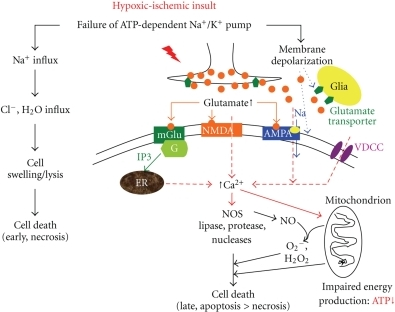 Hypoxic-ischemic insult
Failure of ATP-dependent Na+/K+ pump
Na+ influx
Cl−, H2O influx
Cell
swelling/lysis
Cell death
(early, necrosis)
Membrane
depolarization
Glia
Glutamate
transporter
Glutamate↑
Na
mGlu
NMDA
AMPA
G
IP3
VDCC
ER
↑Ca2+
NOS
lipase, protease,
nucleases
NO
O2−,
H2O2
Mitochondrion
Impaired energy
production: ATP↓
Cell death
(late, apoptosis > necrosis)